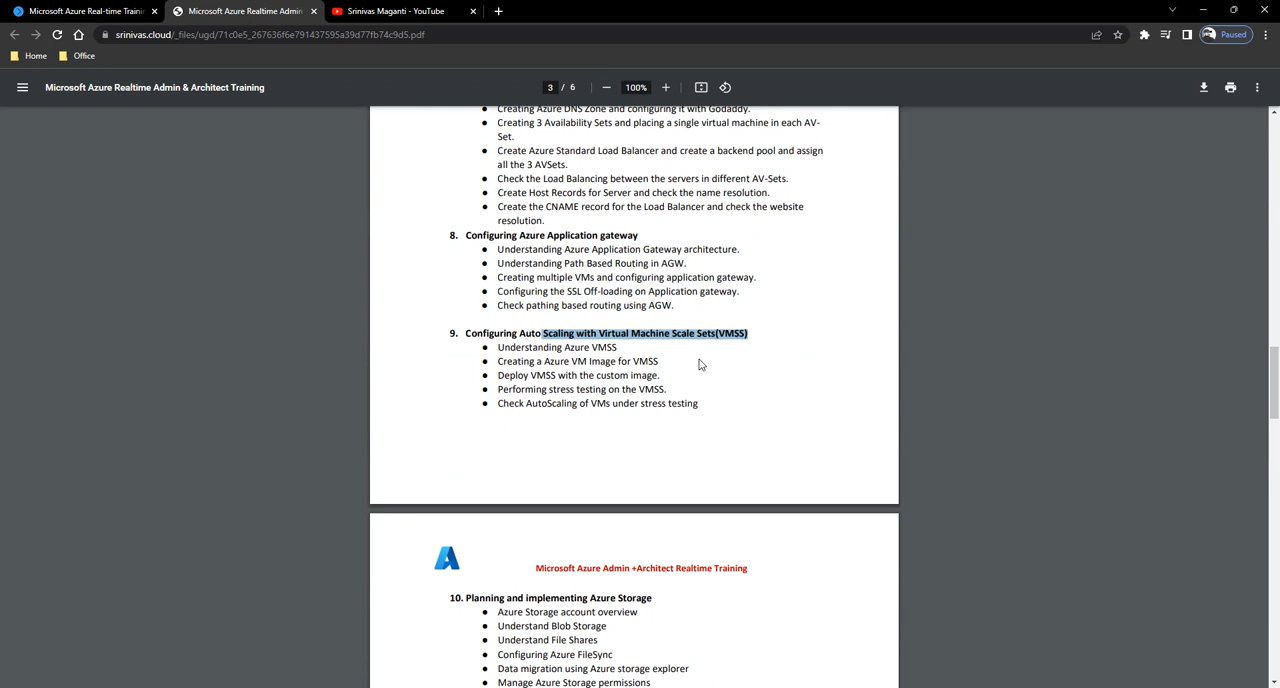 Microsoft Azure Real-time Trainin
Microsoft Azure Realtime Admin
Srinivas Maganti - YouTube
srinivas.cloud/_files/ugd/71c0e5_267636f6e791437595a39d77fb74c9d5.pdf
Paused
Home
Office
Microsoft Azure Realtime Admin & Architect Training
3 / 6
100%
Creating Azure DNS Zone and configuring it with Godaddy.
Creating 3 Availability Sets and placing a single virtual machine in each AV-
Set.
Create Azure Standard Load Balancer and create a backend pool and assign
all the 3 AVSets.
Check the Load Balancing between the servers in different AV-Sets.
Create Host Records for Server and check the name resolution.
Create the CNAME record for the Load Balancer and check the website
resolution.
8. Configuring Azure Application gateway
Understanding Azure Application Gateway architecture.
Understanding Path Based Routing in AGW.
Creating multiple VMs and configuring application gateway.
Configuring the SSL Off-loading on Application gateway.
Check pathing based routing using AGW.
9. Configuring Auto Scaling with Virtual Machine Scale Sets(VMSS)
Understanding Azure VMSS
Creating a Azure VM Image for VMSS
Deploy VMSS with the custom image.
Performing stress testing on the VMSS.
Check AutoScaling of VMs under stress testing
Microsoft Azure Admin +Architect Realtime Training
10. Planning and implementing Azure Storage
Azure Storage account overview
Understand Blob Storage
Understand File Shares
Configuring Azure FileSync
Data migration using Azure storage explorer
Manage Azure Storage permissions